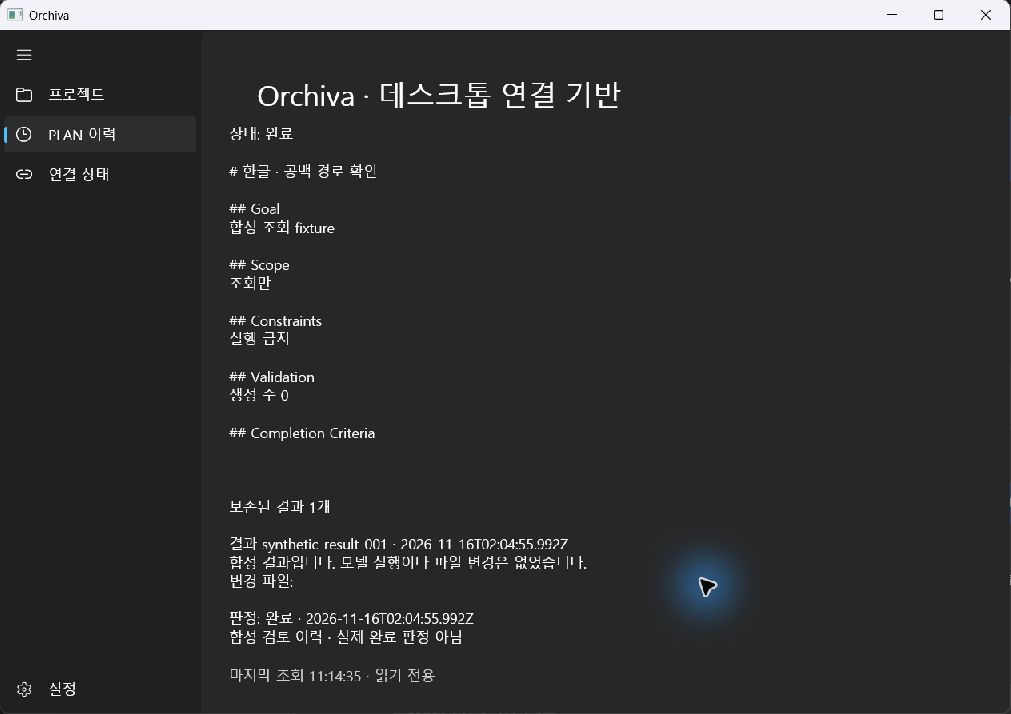 Orchiva
프로젝트
PLAN 이력
연결 상태
설정
Orchiva · 데스크톱 연결 기반
상태: 완료
# 한글 · 공백 경로 확인
## Goal
합성 조회 fixture
## Scope
조회만
## Constraints
실행 금지
## Validation
생성 수 0
## Completion Criteria
보존된 결과 1개
결과 synthetic result 001 · 2026-11-16T02:04:55.992Z
합성 결과입니다. 모델 실행이나 파일 변경은 없었습니다.
변경 파일:
판정: 완료 · 2026-11-16T02:04:55.992Z
합성 검토 이력 · 실제 완료 판정 아님
마지막 조회 11:14:35 · 읽기 전용